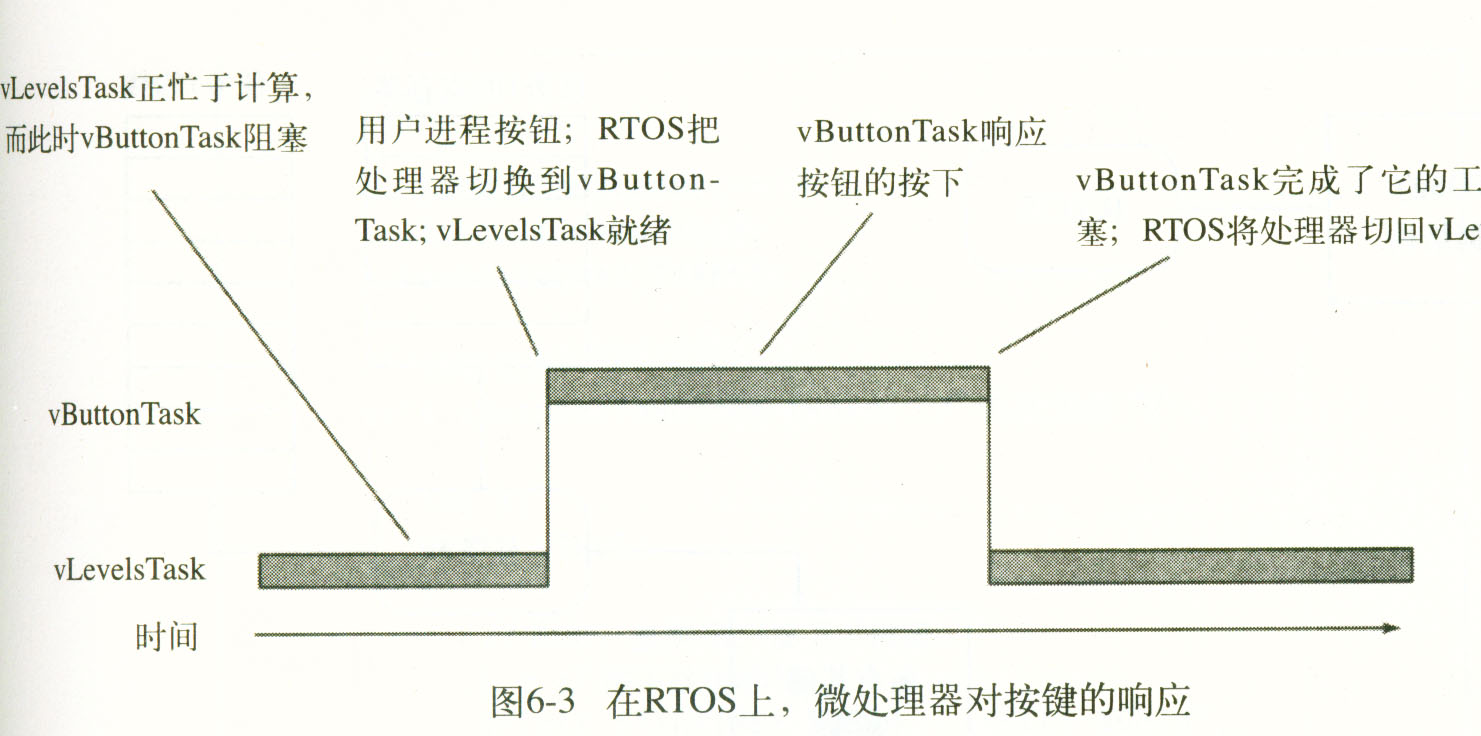 vLevelsTask正忙于计算，
而此时vButtonTask阻塞
用户进程按钮；RTOS把
处理器切换到vButton-
Task; vLevelsTask就绪
vButtonTask响应
按钮的按下
vButtonTask完成了它的工
塞；RTOS将处理器切回vLe
vButtonTask
vLevelsTask
时间
图6-3 在RTOS上，微处理器对按键的响应